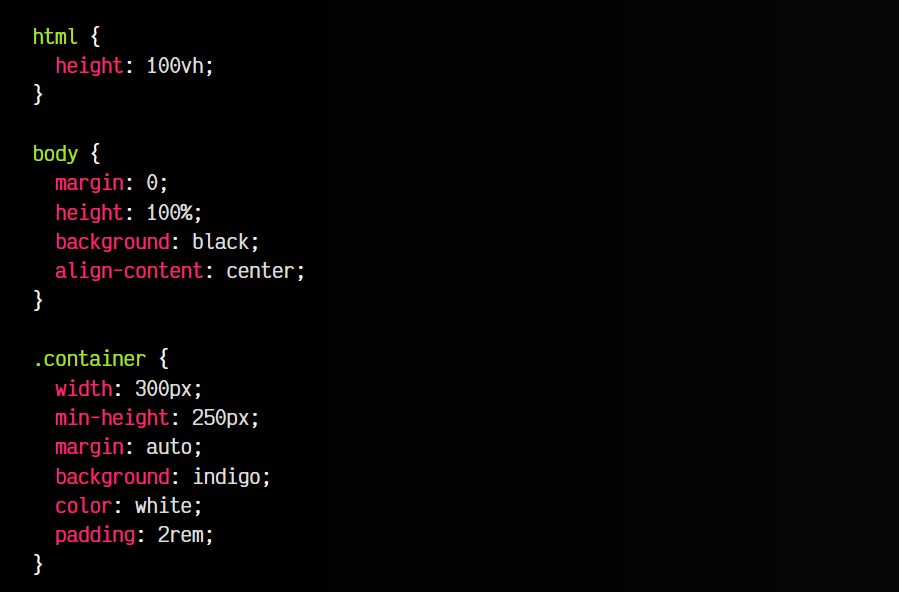 html {
  height: 100vh;
}

body {
  margin: 0;
  height: 100%;
  background: black;
  align-content: center;
}

.container {
  width: 300px;
  min-height: 250px;
  margin: auto;
  background: indigo;
  color: white;
  padding: 2rem;
}